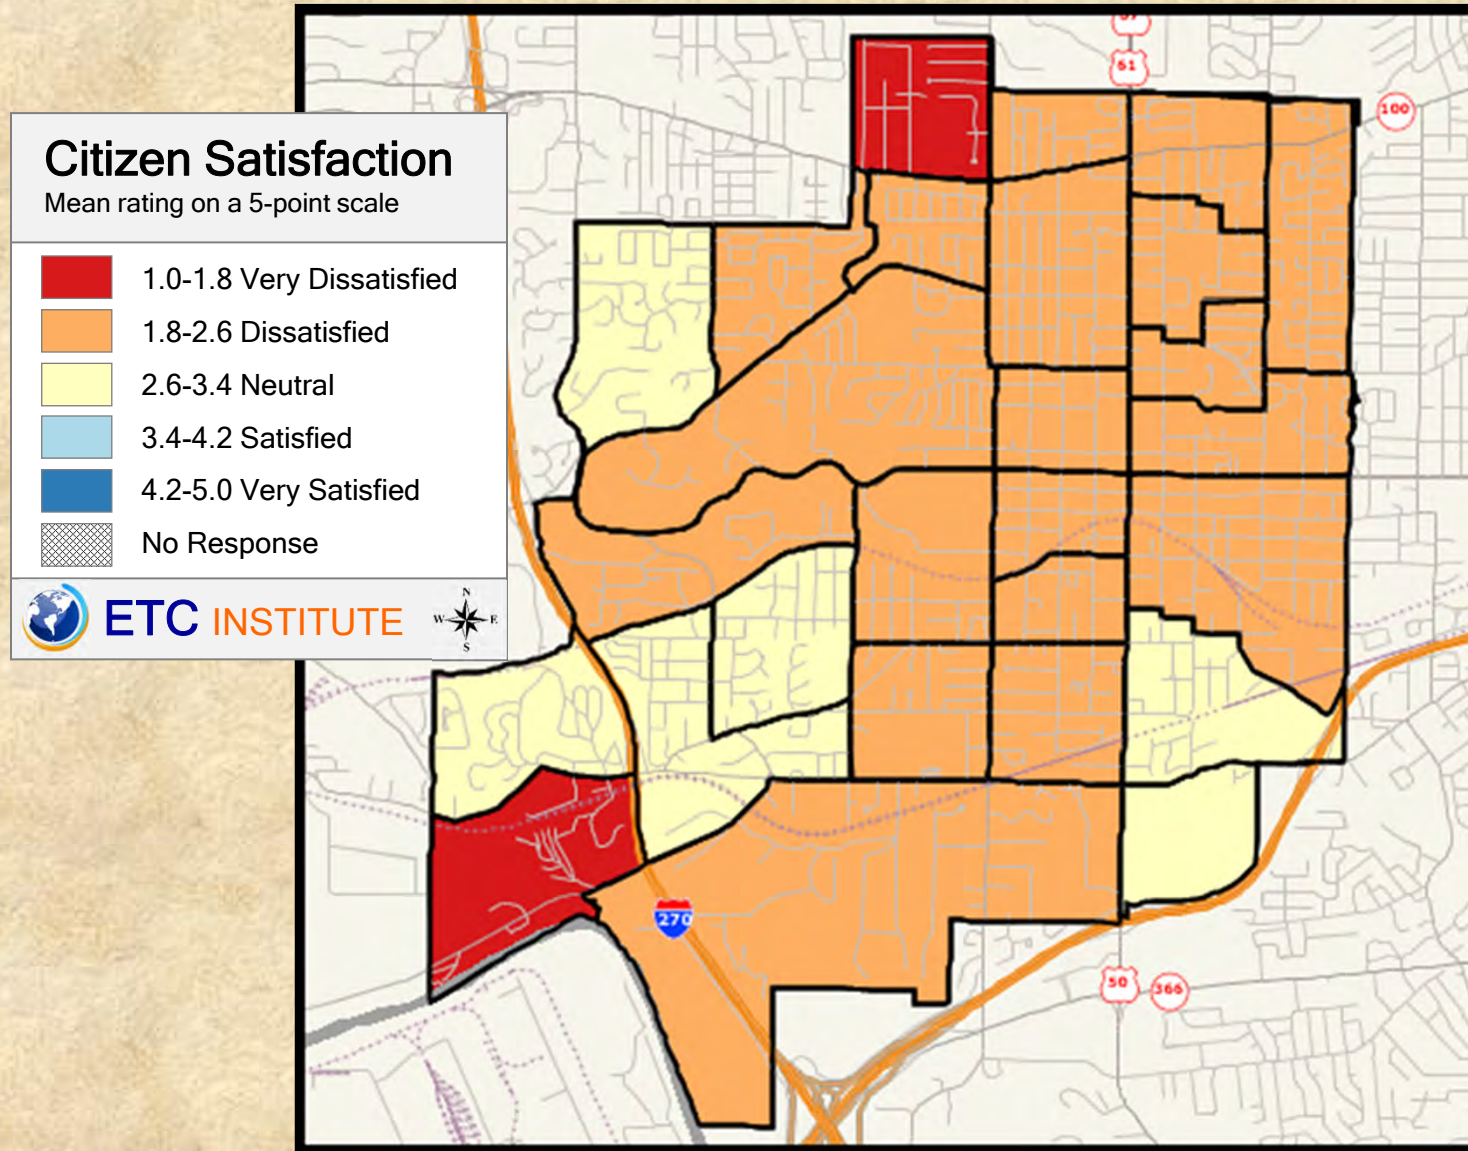 Citizen Satisfaction
Mean rating on a 5-point scale
1.0-1.8 Very Dissatisfied
1.8-2.6 Dissatisfied
2.6-3.4 Neutral
3.4-4.2 Satisfied
4.2-5.0 Very Satisfied
No Response
ETC INSTITUTE
N
W E
S
61
100
270
50
366